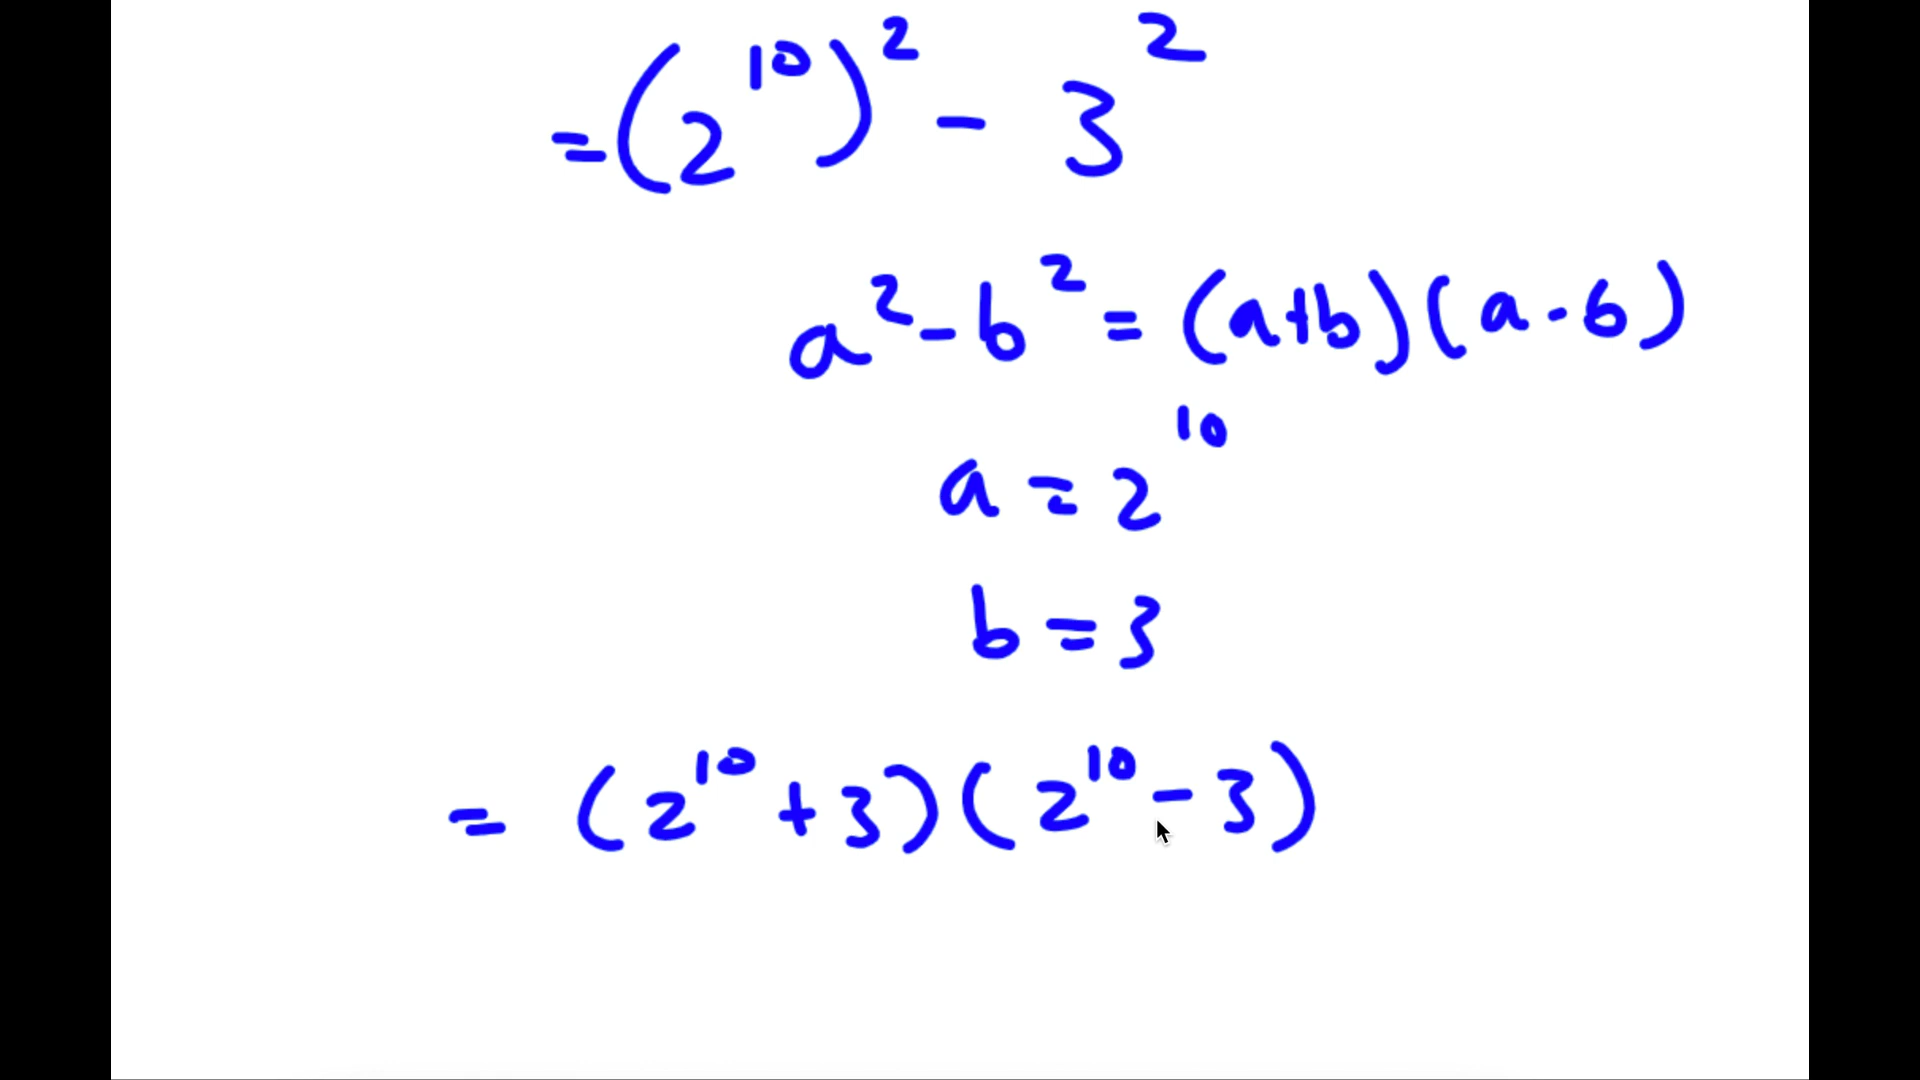 =(2^10)^2 - 3^2
a^2 - b^2 = (a+b)(a-b)
a = 2^10
b = 3
= (2^10 + 3)(2^10 - 3)